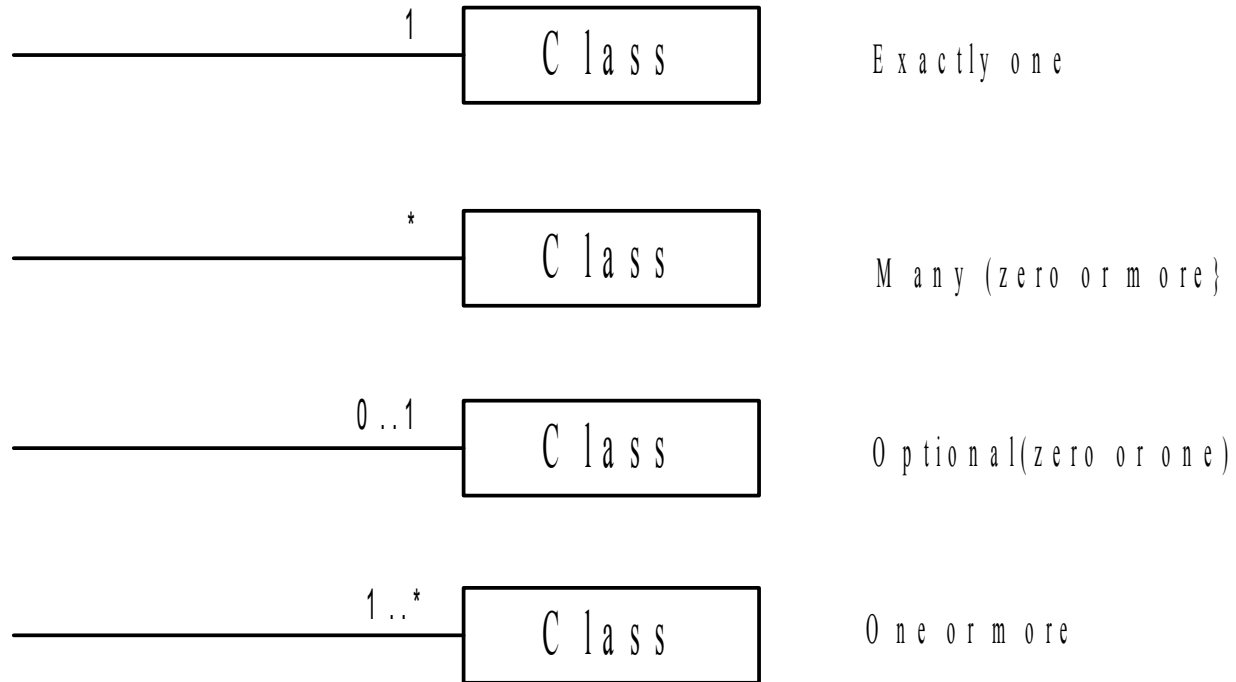 1
Class
Exactly one
*
Class
Many (zero or more}
0..1
Class
Optional(zero or one)
1..*
Class
One or more